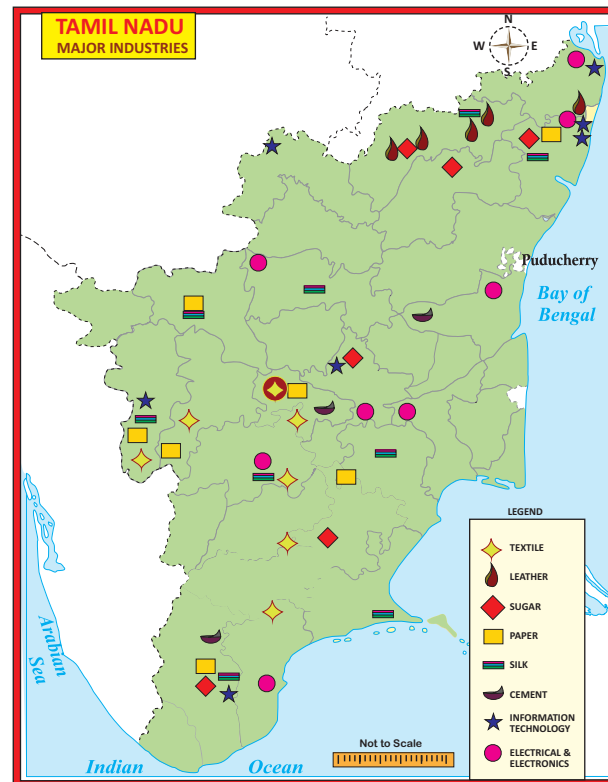 TAMIL NADU
MAJOR INDUSTRIES
N
W E
S
Puducherry
Bay of
Bengal
LEGEND
TEXTILE
LEATHER
SUGAR
PAPER
SILK
CEMENT
INFORMATION
TECHNOLOGY
ELECTRICAL &
ELECTRONICS
Arabian
Sea
Not to Scale
Indian Ocean